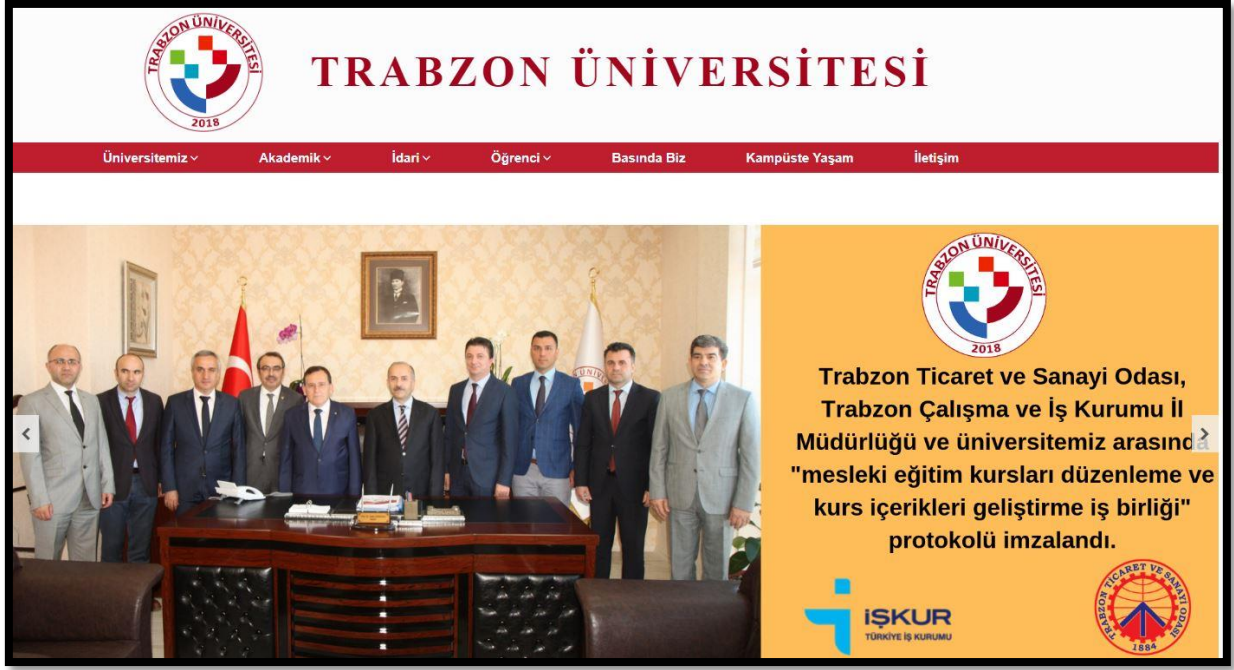 TRABZON ÜNİVERSİTESİ
2018
TRABZON ÜNİVERSİTESİ
Üniversitemiz
Akademik
İdari
Öğrenci
Basında Biz
Kampüste Yaşam
İletişim
TRABZON ÜNİVERSİTESİ
2018
Trabzon Ticaret ve Sanayi Odası,
Trabzon Çalışma ve İş Kurumu İl
Müdürlüğü ve üniversitemiz arasında
"mesleki eğitim kursları düzenleme ve
kurs içerikleri geliştirme iş birliği"
protokolü imzalandı.
İŞKUR
TÜRKİYE İŞ KURUMU
TRABZON TİCARET VE SANAYİ ODASI
1884